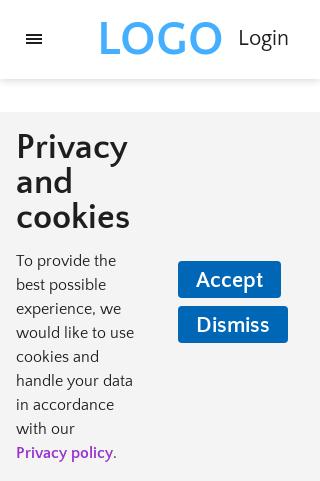 LOGO Login
Privacy
and
cookies
To provide the
best possible
experience, we
would like to use
cookies and
handle your data
in accordance
with our
Privacy policy.
Accept
Dismiss